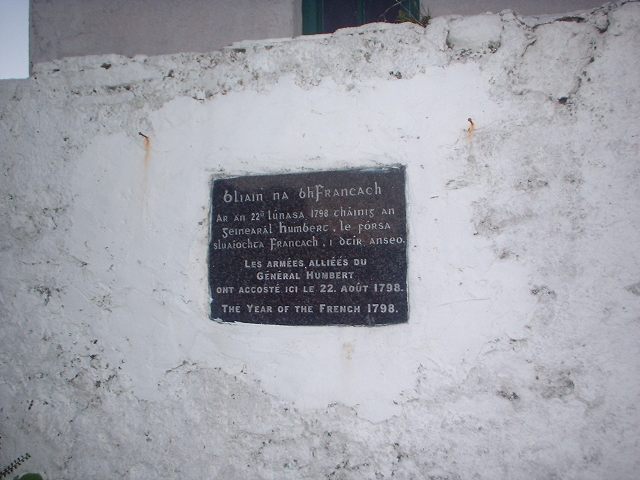 Bliain na bhFrancach
Ar an 22ú lúnasa 1798 tháinig an
Geinearál Humbert, le fórsa
sluaíochta Francach, i dtír anseo.
Les armées alliées du
Général Humbert
ont accosté ici le 22. août 1798.
The Year of the French 1798.